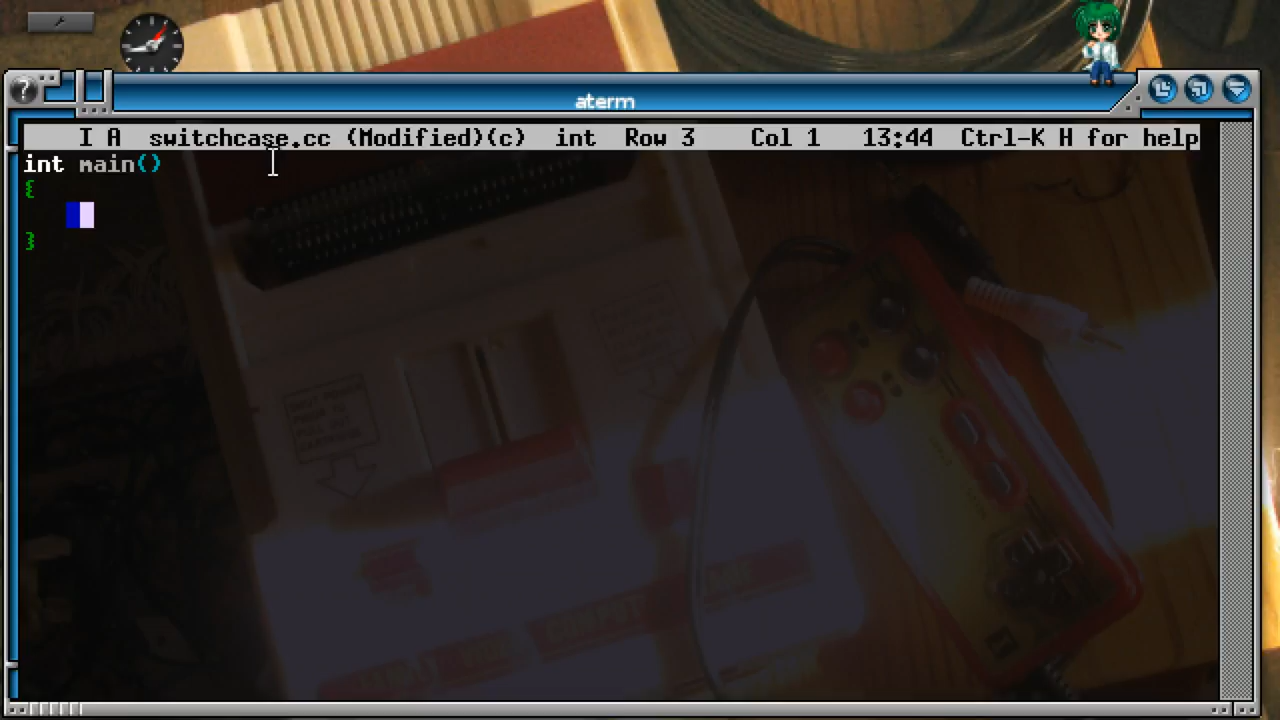 aterm
I A switchcase.cc (Modified)(c) int Row 3 Col 1 13:44 Ctrl-K H for help
int main()
{
}